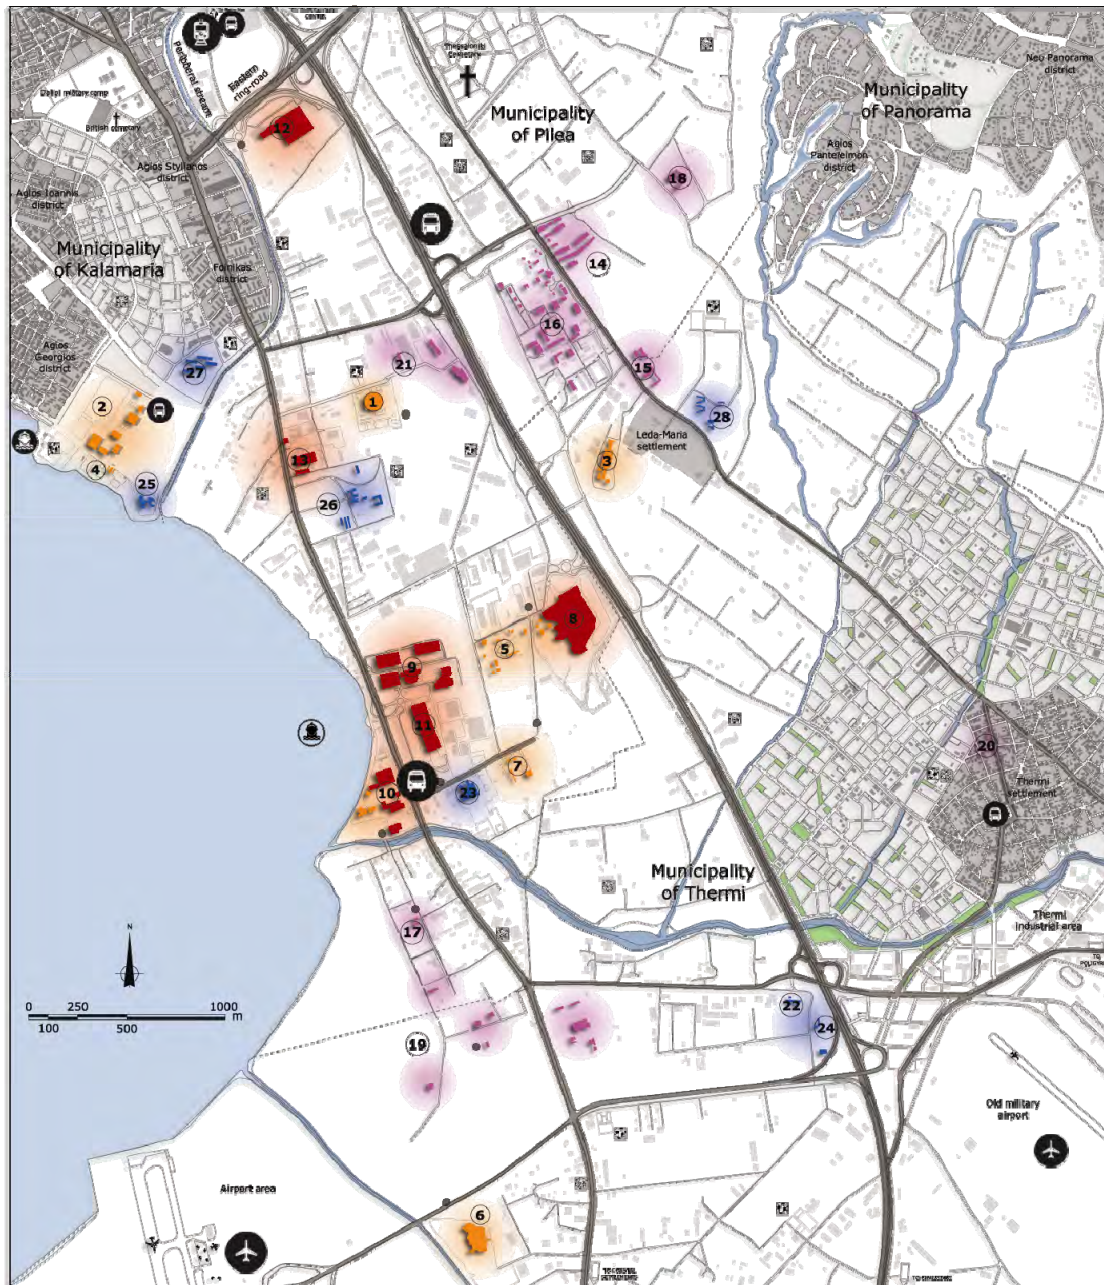 Thessaloniki
Cemetery
Neo Panorama
district
Municipality
of Panorama
Periferal stream
Eastern
ring-road
Dalipi military camp
British cemetery
12
Municipality
of Pilea
Agios
Panteleimon
district
Agios Stylianos
district
Agios Ioannis
district
18
Municipality
of Kalamaria
Foinikas
district
14
16
Agios
Georgios
district
27
21
15
2
1
28
Leda-Maria
settlement
4
13
3
25
26
8
5
9
11
20
7
Thermi
settlement
10
23
Municipality
of Thermi
Thermi
industrial area
17
N
0 250 1000
m
100 500
22
24
19
Old military
airport
Airport area
6